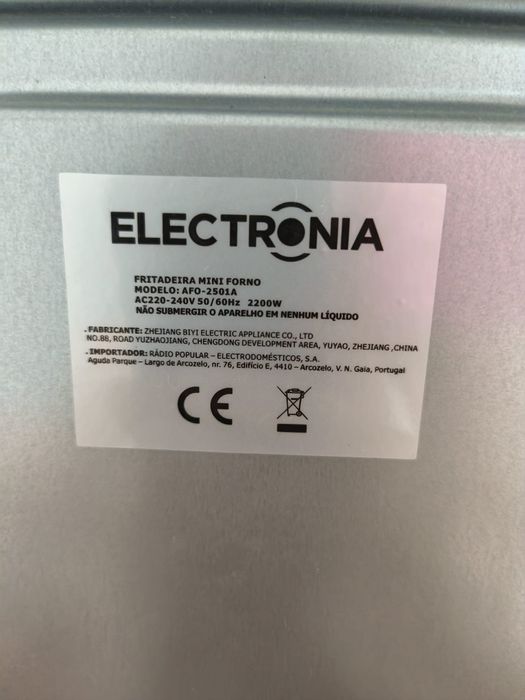 ELECTRONIA
FRITADEIRA MINI FORNO
MODELO: AFO-2501A
AC220-240V 50/60Hz 2200W
NÃO SUBMERGIR O APARELHO EM NENHUM LÍQUIDO
. FABRICANTE: ZHEJIANG BIYI ELECTRIC APPLIANCE CO., LTD
NO.88, ROAD YUZHAOJIANG, CHENGDONG DEVELOPMENT AREA, YUYAO, ZHEJIANG ,CHINA
. IMPORTADOR: RÁDIO POPULAR – ELECTRODOMÉSTICOS, S.A.
Aguda Parque – Largo de Arcozelo, nr. 76, Edifício E, 4410 – Arcozelo, V. N. Gaia, Portugal
CE